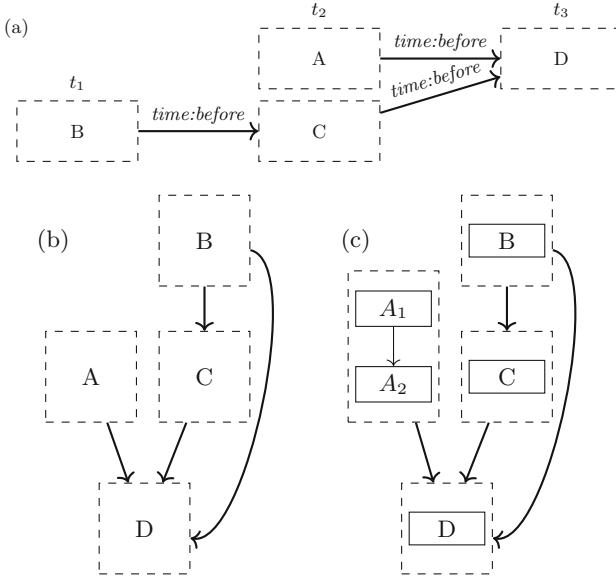 (a)
t₁
t₂
t₃
B
time:before
A
C
time:before
time:before
D
(b)
B
A
C
D
(c)
B
A₁
A₂
C
D